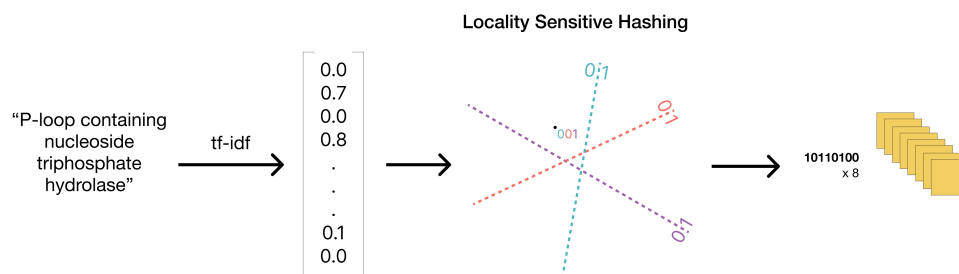 Locality Sensitive Hashing
“P-loop containing
nucleoside
triphosphate
hydrolase”
tf-idf
0.0
0.7
0.0
0.8
.
.
.
0.1
0.0
0:1
0:1
001
0:1
10110100
x 8